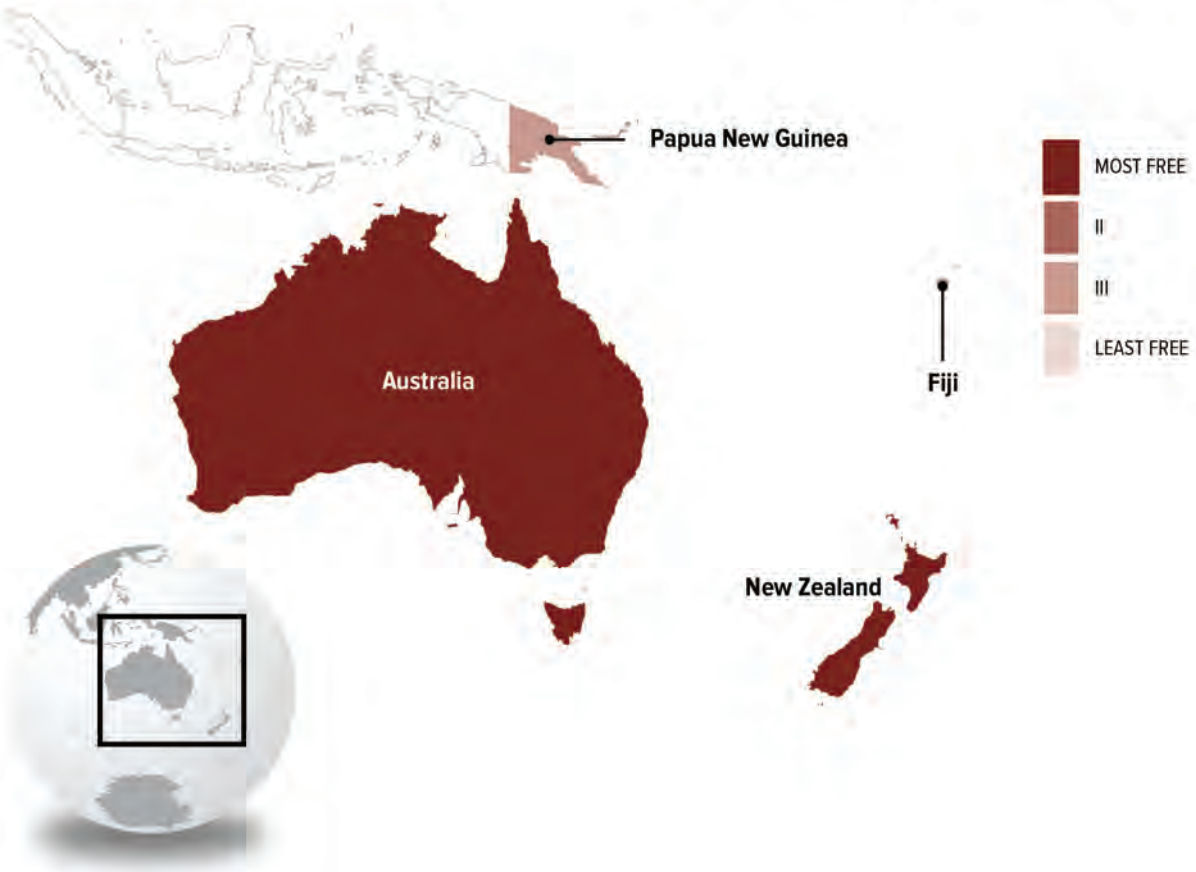 Papua New Guinea
MOST FREE
II
III
LEAST FREE
Australia
Fiji
New Zealand